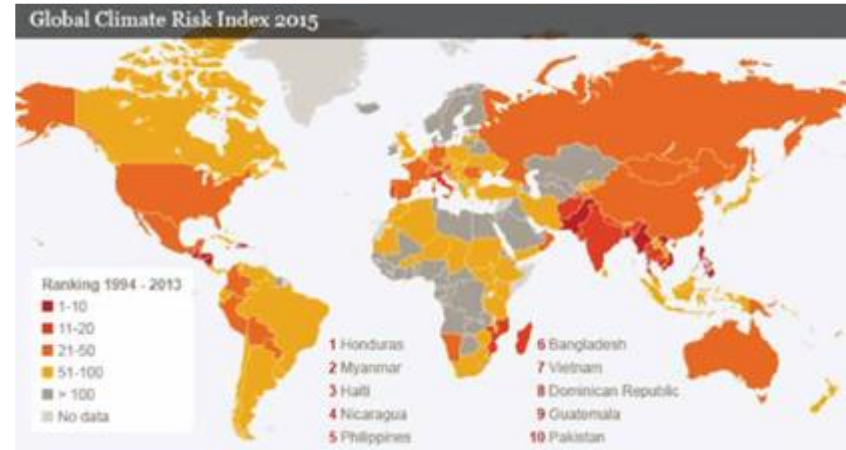 Global Climate Risk Index 2015
Ranking 1994 - 2013
1-10
11-20
21-50
51-100
> 100
No data
1 Honduras
2 Myanmar
3 Haiti
4 Nicaragua
5 Philippines
6 Bangladesh
7 Vietnam
8 Dominican Republic
9 Guatemala
10 Pakistan